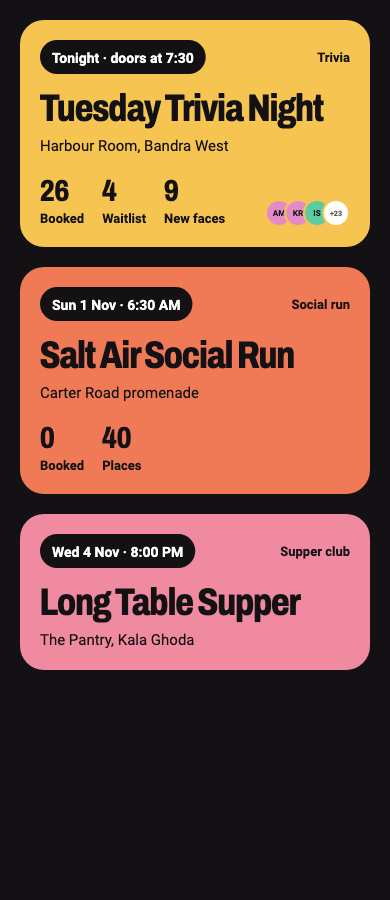 Tonight · doors at 7:30
Trivia
Tuesday Trivia Night
Harbour Room, Bandra West
26 4 9
Booked Waitlist New faces
AM KR IS +23
Sun 1 Nov · 6:30 AM
Social run
Salt Air Social Run
Carter Road promenade
0 40
Booked Places
Wed 4 Nov · 8:00 PM
Supper club
Long Table Supper
The Pantry, Kala Ghoda